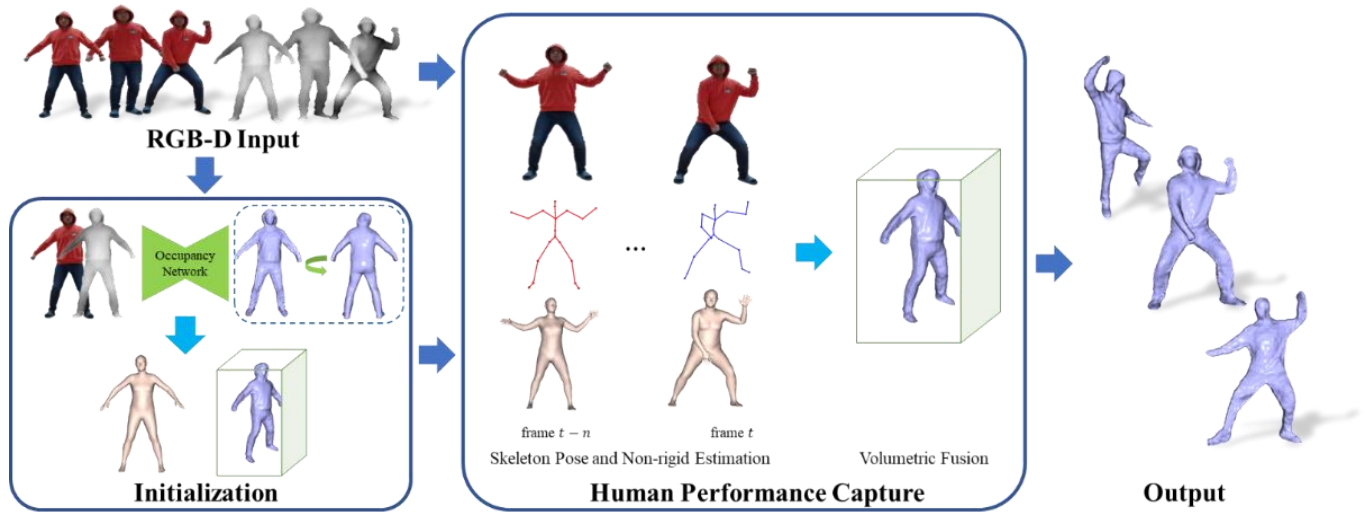 RGB-D Input
Occupancy
Network
Initialization
...
frame t − n
frame t
Skeleton Pose and Non-rigid Estimation
Volumetric Fusion
Human Performance Capture
Output